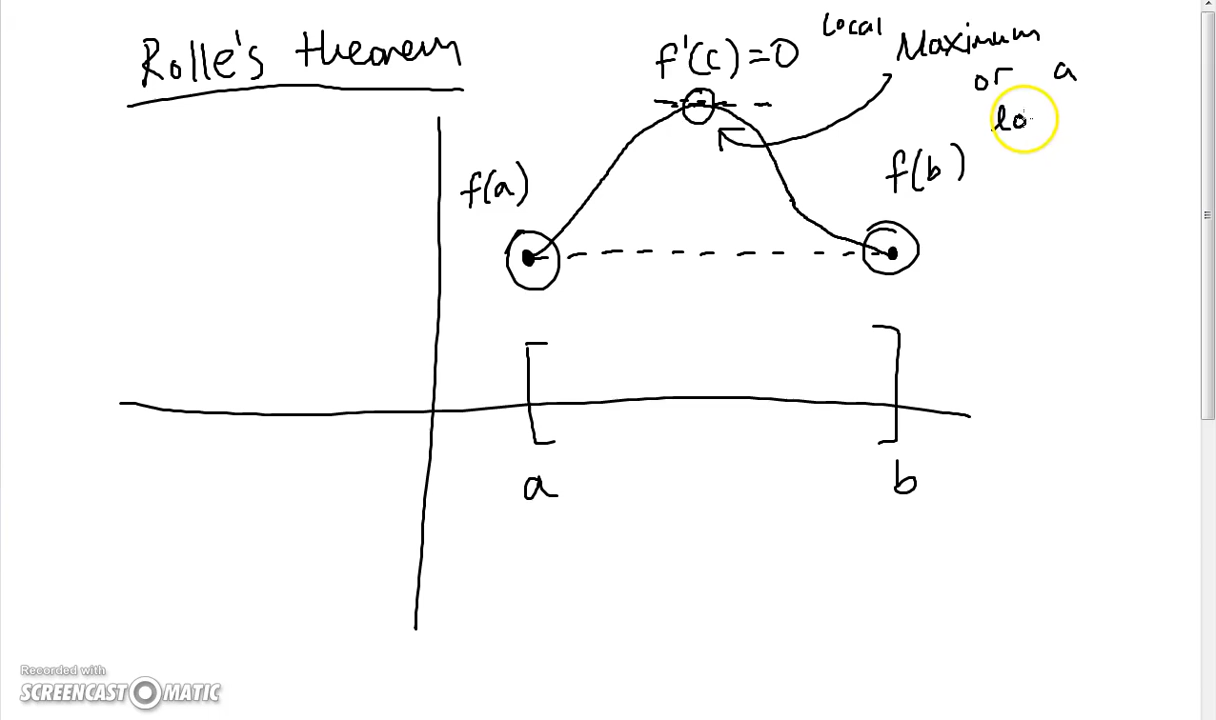 Rolle's theorem
f'(c)=0
Local Maximum
or a
lo
f(a)
f(b)
a
b
Recorded with
SCREENCAST-O-MATIC